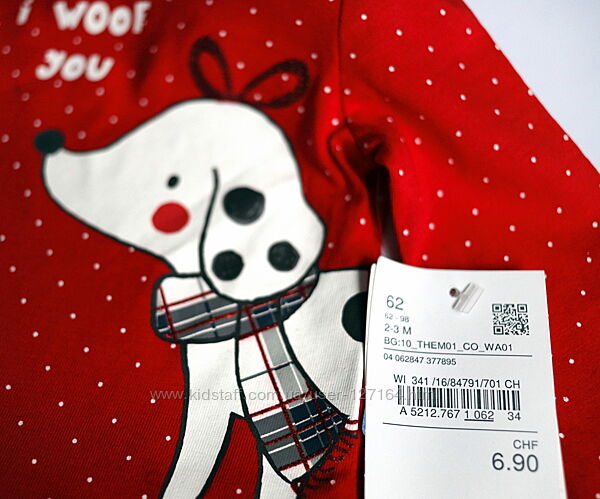 i WOOF
you
62
62 - 98
2-3 M
BG:10_THEM01_CO_WA01
04 062847 377895
WI 341 /16/84791/701 CH
A 5212.767 1 062 34
CHF
6.90